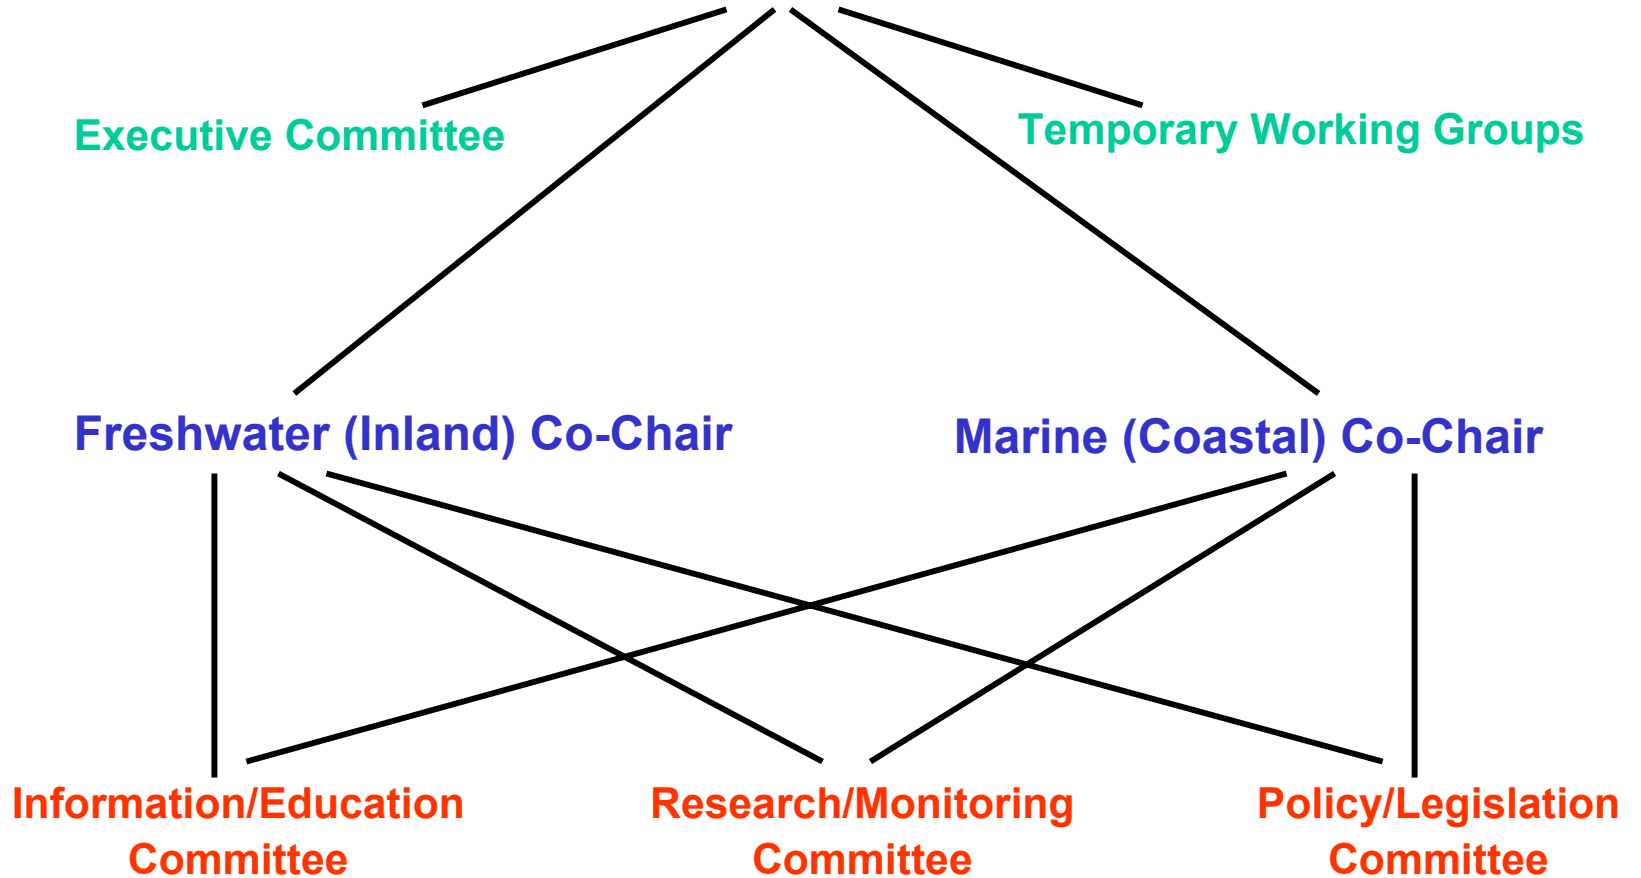 Executive Committee
Temporary Working Groups
Freshwater (Inland) Co-Chair
Marine (Coastal) Co-Chair
Information/Education
Committee
Research/Monitoring
Committee
Policy/Legislation
Committee